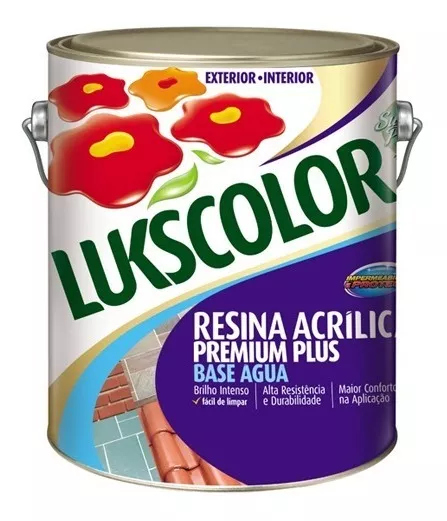 EXTERIOR • INTERIOR
LUKSCOLOR
RESINA ACRÍLICA
PREMIUM PLUS
BASE AGUA
Brilho Intenso
✓ fácil de limpar
Alta Resistência
e Durabilidade
Maior Conforto
na Aplicação